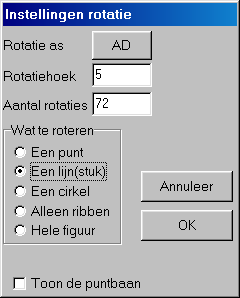 Instellingen rotatie
Rotatie as AD
Rotatiehoek 5
Aantal rotaties 72
Wat te roteren
Een punt
Een lijn(stuk)
Een cirkel
Alleen ribben
Hele figuur
Annuleer
OK
Toon de puntbaan